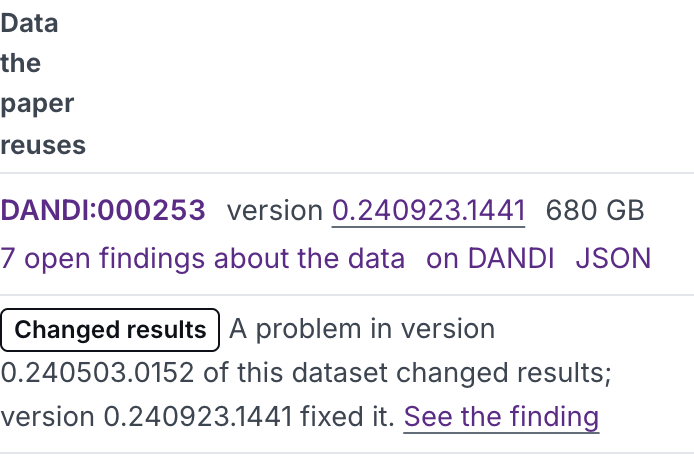 Data
the
paper
reuses
DANDI:000253 version 0.240923.1441 680 GB
7 open findings about the data on DANDI JSON
Changed results A problem in version
0.240503.0152 of this dataset changed results;
version 0.240923.1441 fixed it. See the finding